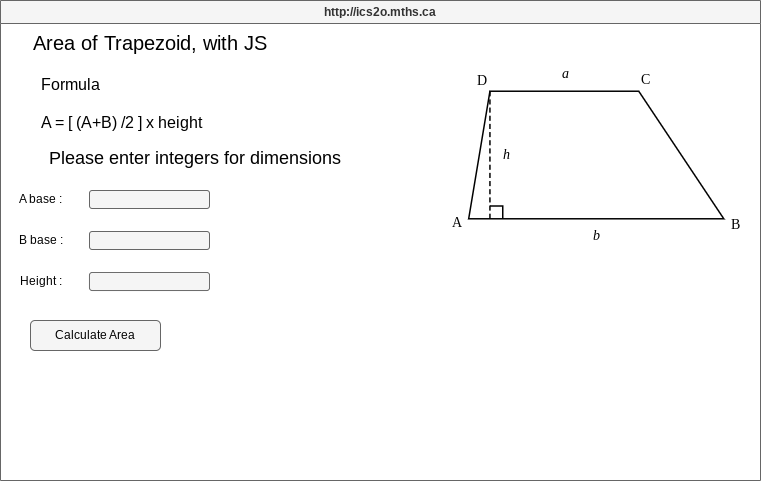 http://ics2o.mths.ca
Area of Trapezoid, with JS
Formula
A = [ (A+B) /2 ] x height
Please enter integers for dimensions
A base :
B base :
Height :
Calculate Area
D
a
C
h
A
b
B